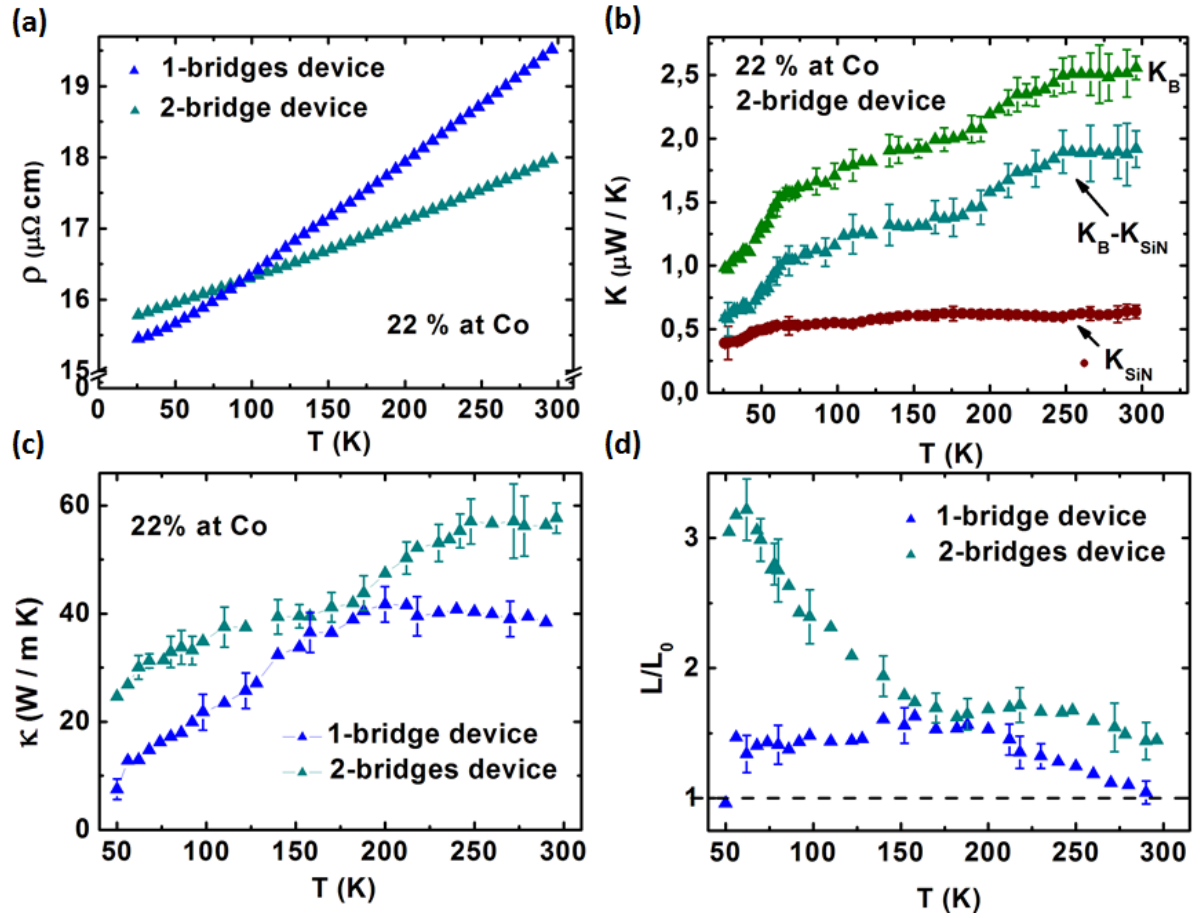 (a)
ρ (μΩ cm)
19
18
17
16
15
0
1-bridges device
2-bridge device
22 % at Co
0 50 100 150 200 250 300
T (K)
(b)
K (μW / K)
2,5
2,0
1,5
1,0
0,5
0,0
22 % at Co
2-bridge device
K_B
K_B-K_SiN
K_SiN
50 100 150 200 250 300
T (K)
(c)
κ (W / m K)
60
40
20
0
22% at Co
1-bridge device
2-bridges device
50 100 150 200 250 300
T (K)
(d)
L/L_0
3
2
1
1-bridge device
2-bridges device
50 100 150 200 250 300
T (K)